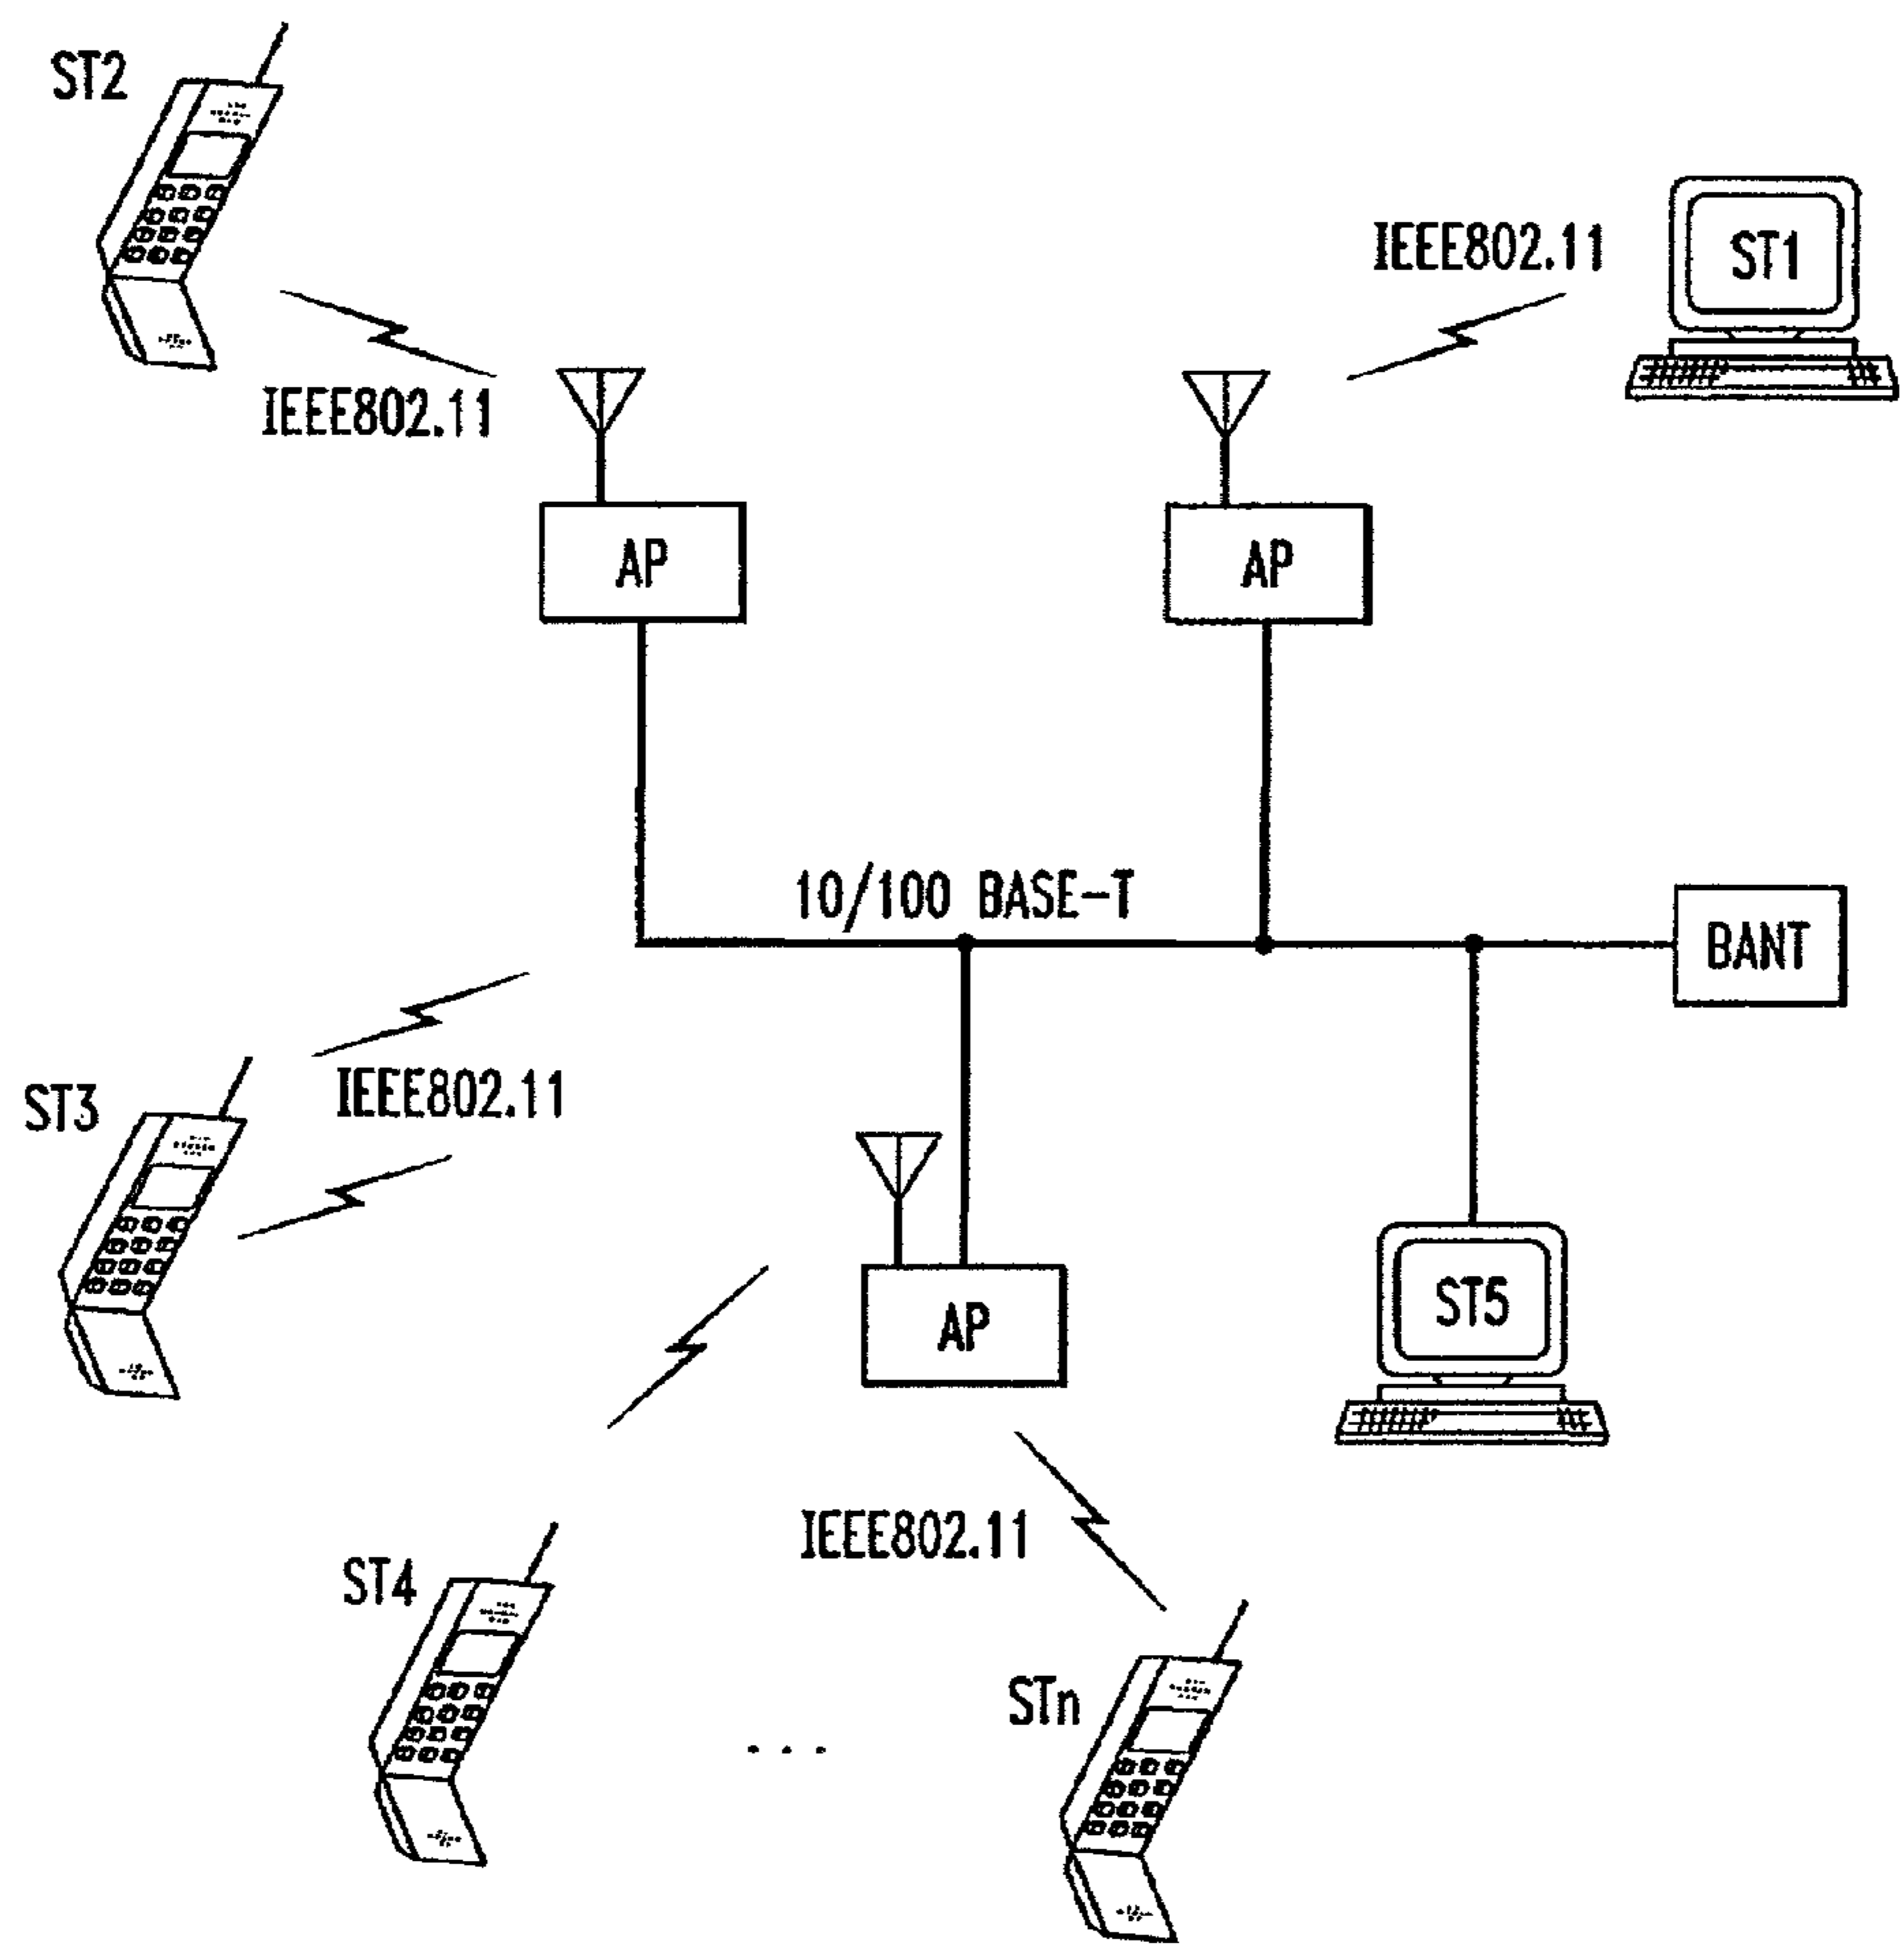 ST2
IEEE802.11
ST1
IEEE802.11
AP
AP
10/100 BASE-T
BANT
ST3
IEEE802.11
AP
ST5
IEEE802.11
ST4
...
STn